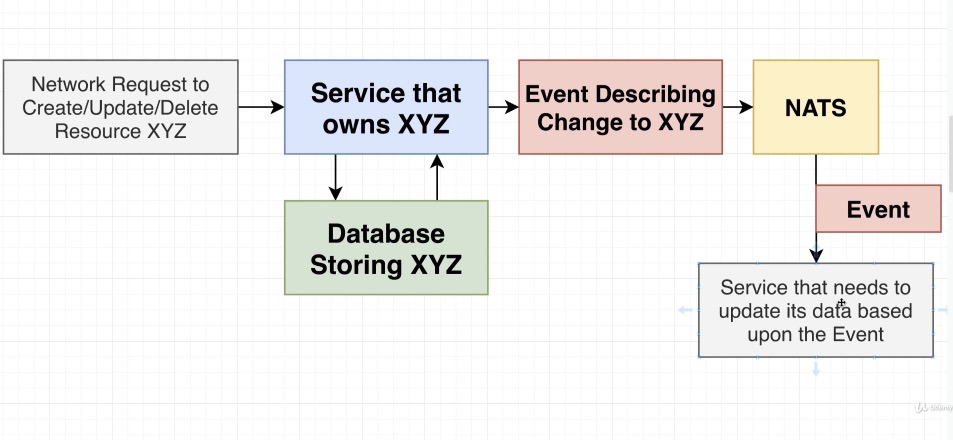 Network Request to
Create/Update/Delete
Resource XYZ
Service that
owns XYZ
Event Describing
Change to XYZ
NATS
Database
Storing XYZ
Event
Service that needs to
update its data based
upon the Event
Udemy